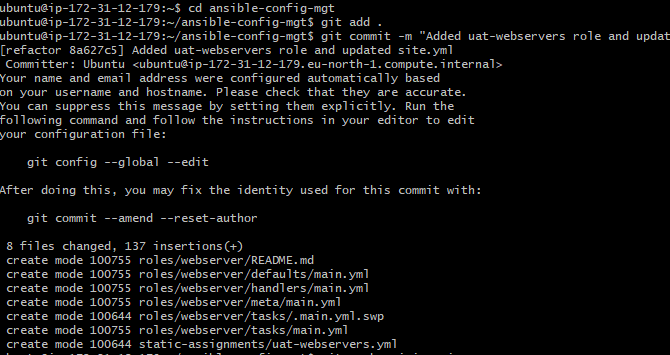 ubuntu@ip-172-31-12-179:~$ cd ansible-config-mgt
ubuntu@ip-172-31-12-179:~/ansible-config-mgt$ git add .
ubuntu@ip-172-31-12-179:~/ansible-config-mgt$ git commit -m "Added uat-webservers role and updat
[refactor 8a627c5] Added uat-webservers role and updated site.yml
Committer: Ubuntu <ubuntu@ip-172-31-12-179.eu-north-1.compute.internal>
Your name and email address were configured automatically based
on your username and hostname. Please check that they are accurate.
You can suppress this message by setting them explicitly. Run the
following command and follow the instructions in your editor to edit
your configuration file:
git config --global --edit
After doing this, you may fix the identity used for this commit with:
git commit --amend --reset-author
8 files changed, 137 insertions(+)
create mode 100755 roles/webserver/README.md
create mode 100755 roles/webserver/defaults/main.yml
create mode 100755 roles/webserver/handlers/main.yml
create mode 100755 roles/webserver/meta/main.yml
create mode 100644 roles/webserver/tasks/.main.yml.swp
create mode 100755 roles/webserver/tasks/main.yml
create mode 100644 static-assignments/uat-webservers.yml